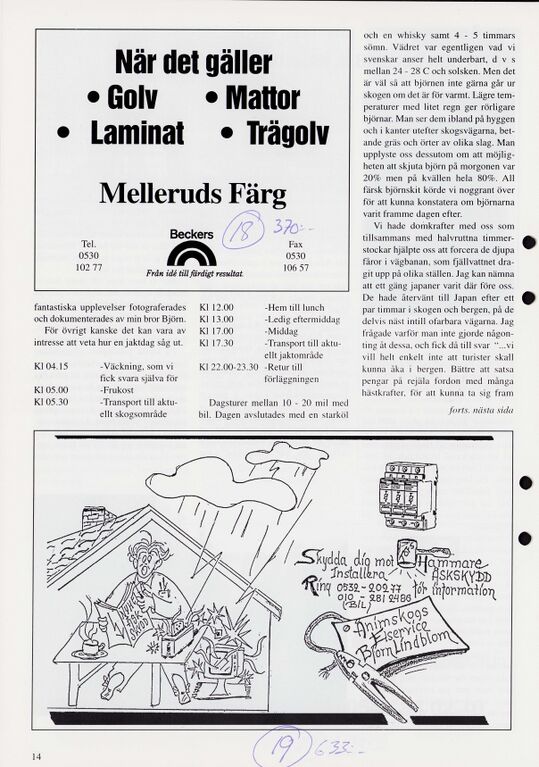 När det gäller
• Golv • Mattor
• Laminat • Trägolv
Melleruds Färg
Tel.
0530
102 77
Beckers
Från idé till färdigt resultat
Fax
0530
106 57
18 370:-
fantastiska upplevelser fotograferades
och dokumenterades av min bror Björn.
För övrigt kanske det kan vara av
intresse att veta hur en jaktdag såg ut.
Kl 04.15 -Väckning, som vi
fick svara själva för
Kl 05.00 -Frukost
Kl 05.30 -Transport till aktu-
ellt skogsområde
Kl 12.00 -Hem till lunch
Kl 13.00 -Ledig eftermiddag
Kl 17.00 -Middag
Kl 17.30 -Transport till aktu-
ellt jaktområde
Kl 22.00-23.30 -Retur till
förläggningen
Dagsturer mellan 10 - 20 mil med
bil. Dagen avslutades med en starköl
och en whisky samt 4 - 5 timmars
sömn. Vädret var egentligen vad vi
svenskar anser helt underbart, d v s
mellan 24 - 28 C och solsken. Men det
är väl så att björnen inte gärna går ur
skogen om det är för varmt. Lägre tem-
peraturer med litet regn ger rörligare
björnar. Man ser dem ibland på hyggen
och i kanter utefter skogsvägarna, bet-
ande gräs och örter av olika slag. Man
upplyste oss dessutom om att möjlig-
heten att skjuta björn på morgonen var
20% men på kvällen hela 80%. All
färsk björnskit körde vi noggrant över
för att kunna konstatera om björnarna
varit framme dagen efter.
Vi hade domkrafter med oss som
tillsammans med halvruttna timmer-
stockar hjälpte oss att forcera de djupa
fåror i vägbanan, som fjällvattnet dra-
git upp på olika ställen. Jag kan nämna
att ett gäng japaner varit där före oss.
De hade återvänt till Japan efter ett
par timmar i skogen och bergen, på de
delvis näst intill ofarbara vägarna. Jag
frågade varför man inte gjorde någon-
ting åt dessa, och fick då till svar "...vi
vill helt enkelt inte att turister skall
kunna åka i bergen. Bättre att satsa
pengar på rejäla fordon med många
hästkrafter, för att kunna ta sig fram
forts. nästa sida
Skydda dig mot
Installera
Ring 0532-20277
010-281 2486
(BIL)
Hammare
ÅSKSKYDD
för information
Ånimskogs
Elservice
Björn Lindblom
19 633:-
14